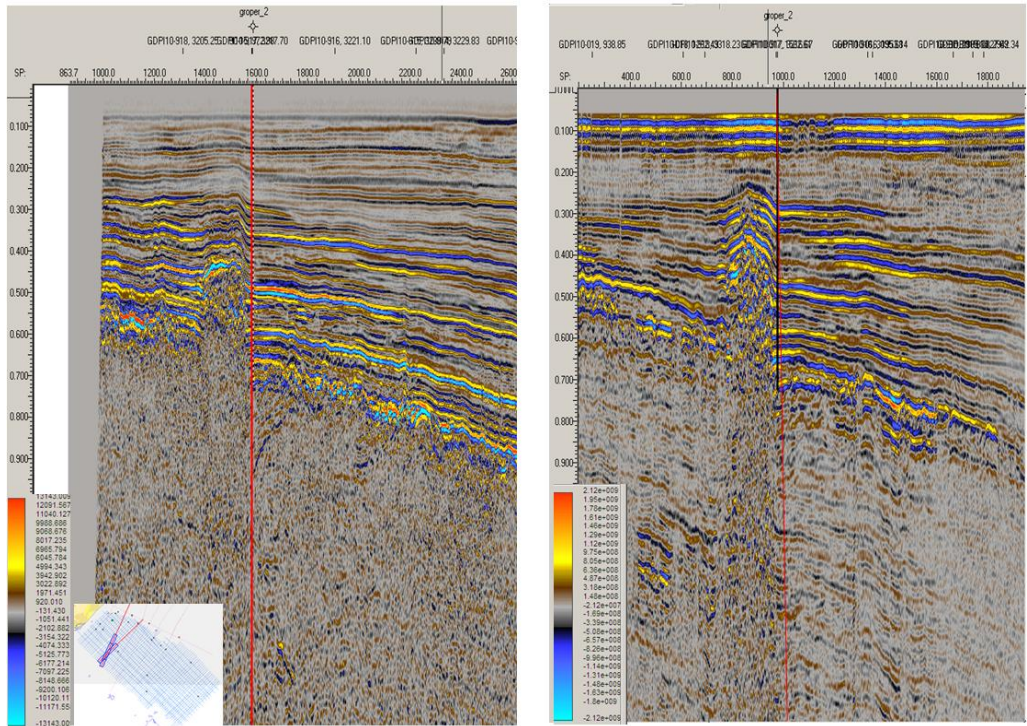 groper_2
GDPI10-918, 3205.25
GDPI10-916, 3221.10
3229.83
GDPI10-9
SP:
863.7 1000.0 1200.0 1400.0 1600.0 1800.0 2000.0 2200.0 2400.0 2600
0.100
0.200
0.300
0.400
0.500
0.600
0.700
0.800
0.900
13143.009
12091.567
11040.127
9988.686
8017.235
6965.794
6045.784
4994.343
3942.902
3022.892
1971.451
920.010
-131.430
-1051.441
-2102.882
-3154.322
-4074.333
-5125.773
-6177.214
-7097.225
-8148.666
-9200.106
-10120.11
-11171.55
-13143.00
groper_2
GDPI10-019, 938.85
SP:
400.0 600.0 800.0 1000.0 1200.0 1400.0 1600.0 1800.0
0.100
0.200
0.300
0.400
0.500
0.600
0.700
0.800
0.900
2.12e+009
1.95e+009
1.78e+009
1.61e+009
1.46e+009
1.29e+009
1.12e+009
9.75e+008
8.05e+008
6.36e+008
4.87e+008
3.18e+008
1.48e+008
-2.12e+007
-1.69e+008
-3.39e+008
-5.08e+008
-6.57e+008
-8.26e+008
-9.96e+008
-1.14e+009
-1.31e+009
-1.48e+009
-1.63e+009
-1.8e+009
-2.12e+009